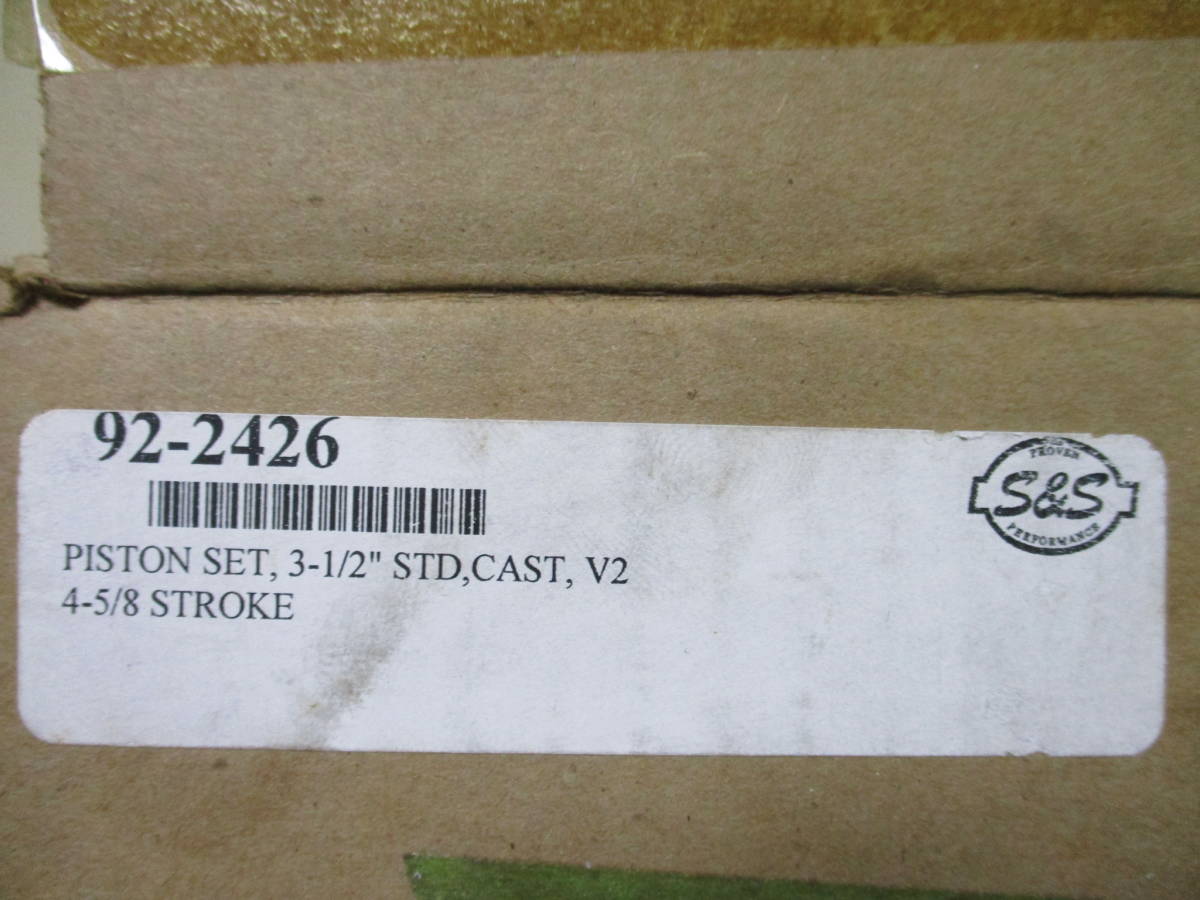 92-2426
PROVEN
S&S
PERFORMANCE
PISTON SET, 3-1/2" STD,CAST, V2
4-5/8 STROKE